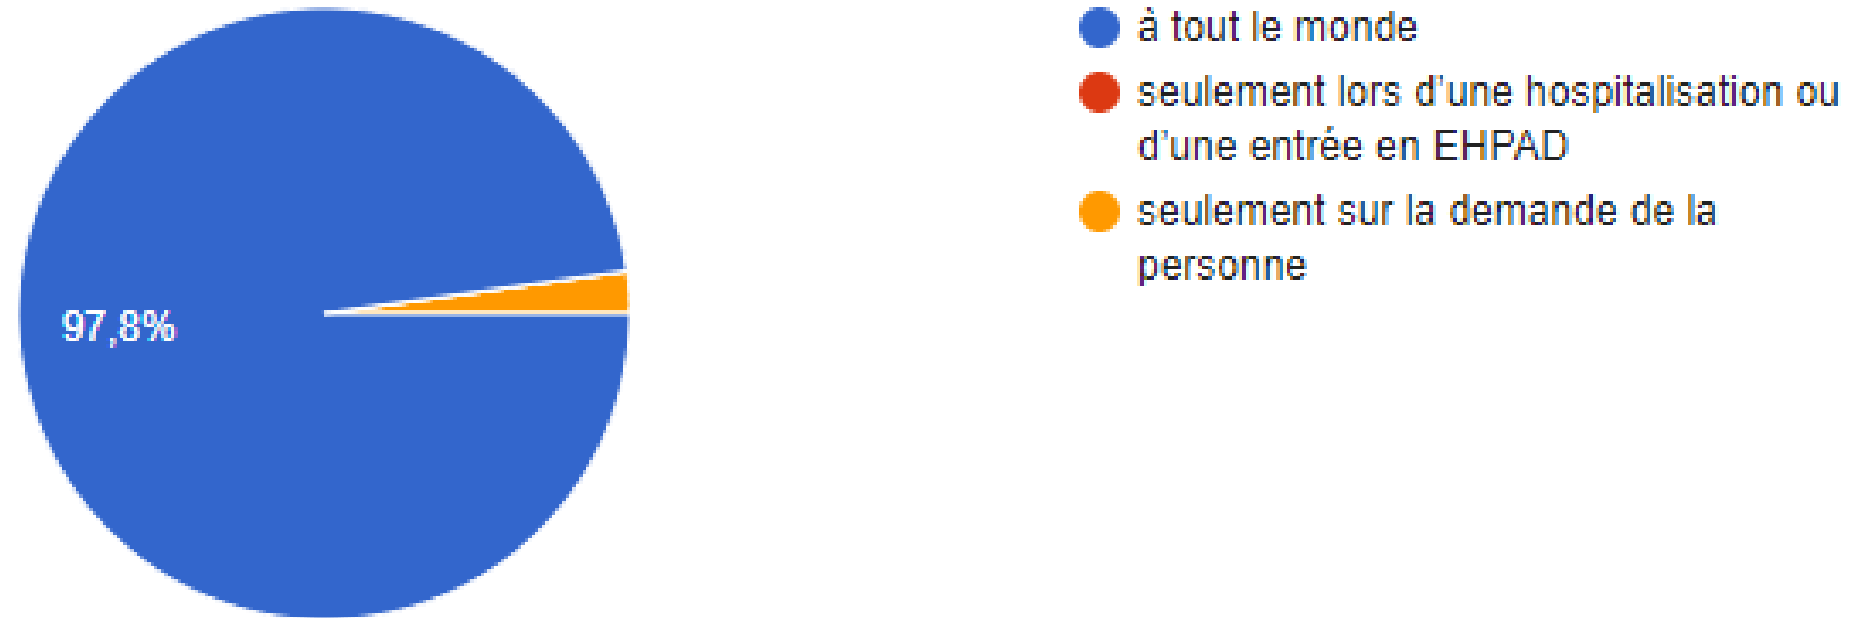 97,8%
à tout le monde
seulement lors d'une hospitalisation ou
d'une entrée en EHPAD
seulement sur la demande de la
personne